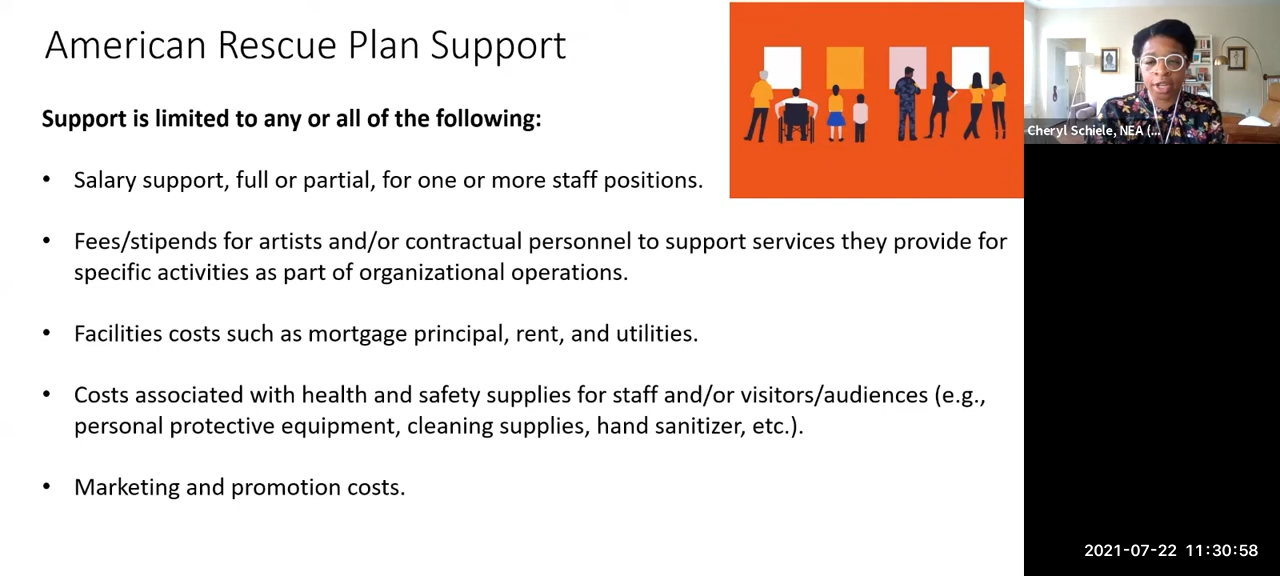 American Rescue Plan Support
Support is limited to any or all of the following:
• Salary support, full or partial, for one or more staff positions.
• Fees/stipends for artists and/or contractual personnel to support services they provide for
specific activities as part of organizational operations.
• Facilities costs such as mortgage principal, rent, and utilities.
• Costs associated with health and safety supplies for staff and/or visitors/audiences (e.g.,
personal protective equipment, cleaning supplies, hand sanitizer, etc.).
• Marketing and promotion costs.
Cheryl Schiele, NEA (...
2021-07-22 11:30:58